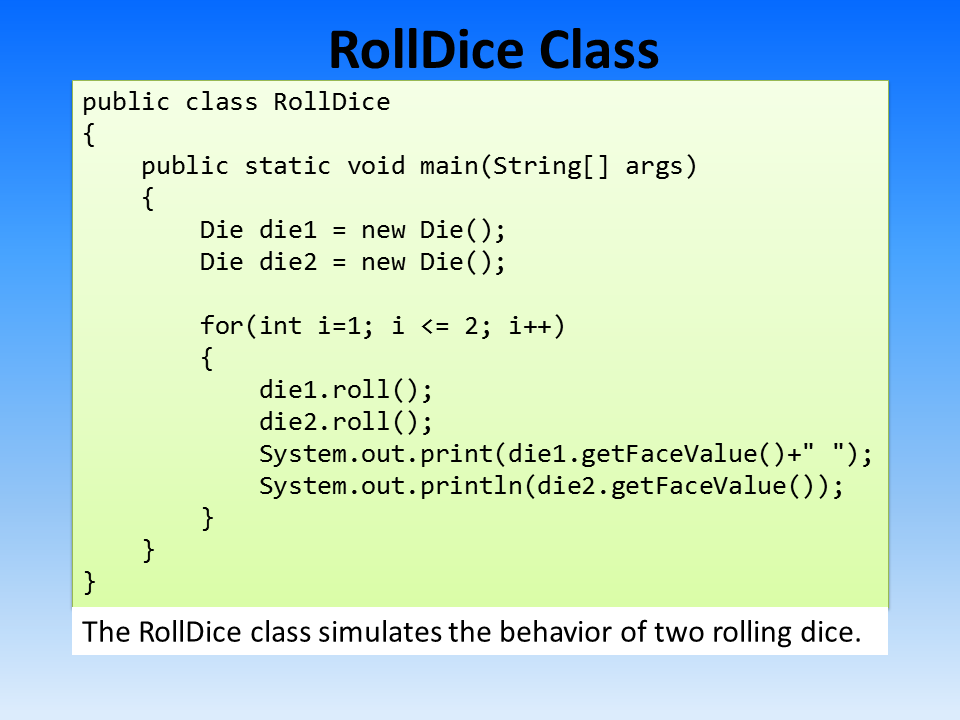 RollDice Class
public class RollDice
{
    public static void main(String[] args)
    {
        Die die1 = new Die();
        Die die2 = new Die();

        for(int i=1; i <= 2; i++)
        {
            die1.roll();
            die2.roll();
            System.out.print(die1.getFaceValue()+" ");
            System.out.println(die2.getFaceValue());
        }
    }
}
The RollDice class simulates the behavior of two rolling dice.